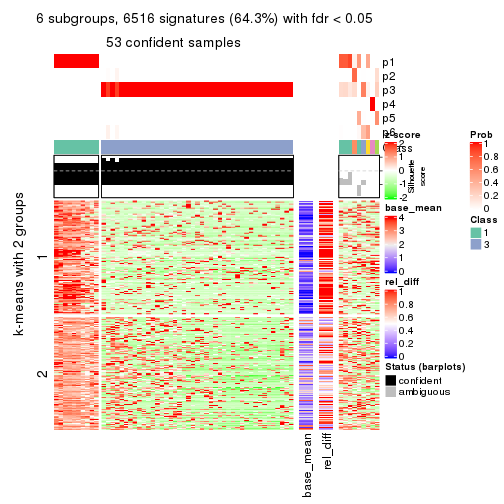 6 subgroups, 6516 signatures (64.3%) with fdr < 0.05
53 confident samples
p1
p2
p3
p4
p5
p6
Class
z-score
2
1
0
-1
-2
Silhouette
score
Prob
1
0.8
0.6
0.4
0.2
0
Class
1
3
base_mean
4
3
2
1
0
rel_diff
1
0.8
0.6
0.4
0.2
0
Status (barplots)
confident
ambiguous
k-means with 2 groups
1
2
base_mean
rel_diff